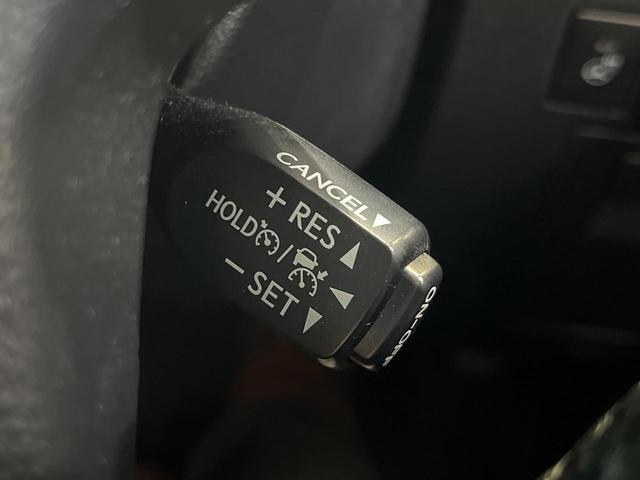 CANCEL▼
+ RES ▲
HOLD / ◀
− SET ▼
ON-OFF